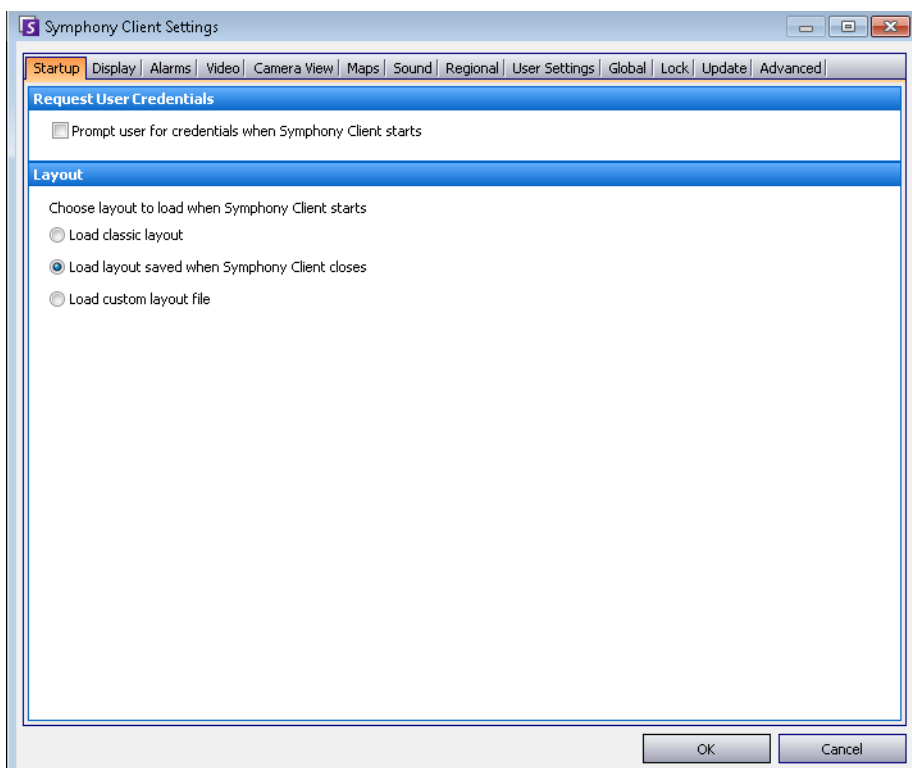 Symphony Client Settings
Startup Display Alarms Video Camera View Maps Sound Regional User Settings Global Lock Update Advanced
Request User Credentials
Prompt user for credentials when Symphony Client starts
Layout
Choose layout to load when Symphony Client starts
Load classic layout
Load layout saved when Symphony Client closes
Load custom layout file
OK Cancel